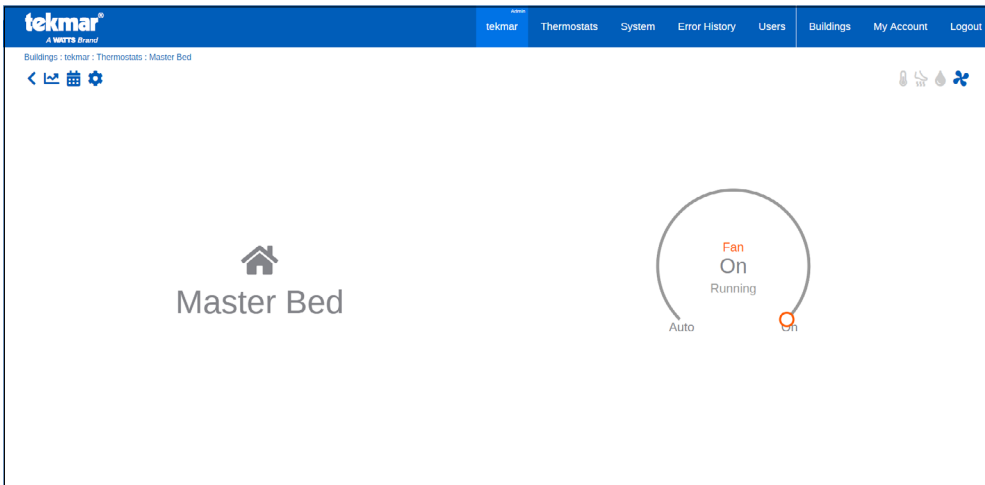 tekmar®
A WATTS Brand
Admin
tekmar Thermostats System Error History Users Buildings My Account Logout
Buildings : tekmar : Thermostats : Master Bed
Master Bed
Fan
On
Running
Auto On